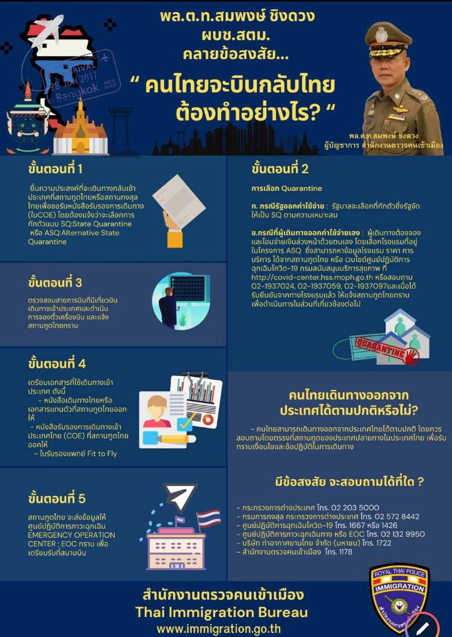 พล.ต.ท.สมพงษ์ ชิงดวง
ผบช.สตม.
คลายข้อสงสัย...
“ คนไทยจะบินกลับไทย
ต้องทำอย่างไร? “
Bangkok
พล.ต.ท.สมพงษ์ ชิงดวง
ผู้บัญชาการ สำนักงานตรวจคนเข้าเมือง
ขั้นตอนที่ 1
ยื่นความประสงค์ที่จะเดินทางกลับเข้า
ประเทศที่สถานทูตไทยหรือสถานกงสุล
ไทยเพื่อขอรับหนังสือรับรองการเดินทาง
(ใบCOE) โดยต้องแจ้งว่าจะเลือกการ
กักตัวแบบ SQ:State Quarantine
หรือ ASQ:Alternative State
Quarantine
ขั้นตอนที่ 2
การเลือก Quarantine
ก. กรณีรัฐออกค่าใช้จ่าย : รัฐบาลจะเลือกที่กักตัวซึ่งรัฐจัด
ให้เป็น SQ ตามความเหมาะสม
ข.กรณีที่ผู้เดินทางออกค่าใช้จ่ายเอง : ผู้เดินทางต้องจอง
และโอนจ่ายเงินล่วงหน้าด้วยตนเอง โดยเลือกโรงแรมที่อยู่
ในโครงการ ASQ ซึ่งสามารถหาข้อมูลโรงแรม ราคา การ
บริการ ได้จากสถานทูตไทย หรือ เวปไซด์ศูนย์ปฏิบัติการ
ฉุกเฉินโควิด-19 กรมสนับสนุนบริการสุขภาพ ที่
http://covid-center.hss.moph.go.th หรือสอบถาม
02-1937024, 02-1937059, 02-1937097และเมื่อได้
รับยืนยันจากทางโรงแรมแล้ว ให้แจ้งสถานทูตไทยทราบ
เพื่อดำเนินการในส่วนที่เกี่ยวข้องต่อไป
QUARANTINE
ขั้นตอนที่ 3
ตรวจสอบสายการบินที่มีเที่ยวบิน
เดินทางเข้าประเทศและดำเนิน
การจองตั๋วเครื่องบิน และแจ้ง
สถานทูตไทยทราบ
ขั้นตอนที่ 4
เตรียมเอกสารที่ใช้เดินทางเข้า
ประเทศ ดังนี้
- หนังสือเดินทางไทยหรือ
เอกสารแทนตัวที่สถานทูตไทยออก
ให้
- หนังสือรับรองการเดินทางเข้า
ประเทศไทย (COE) ที่สถานทูตไทย
ออกให้
- ใบรับรองแพทย์ Fit to Fly
คนไทยเดินทางออกจาก
ประเทศได้ตามปกติหรือไม่?
- คนไทยสามารถเดินทางออกจากประเทศไทยได้ตามปกติ โดยควร
สอบถามโดยตรงที่สถานทูตของประเทศปลายทางในประเทศไทย เพื่อรับ
ทราบเงื่อนไขและข้อปฏิบัติในการเดินทาง
ขั้นตอนที่ 5
สถานทูตไทย จะส่งข้อมูลให้
ศูนย์ปฏิบัติการภาวะฉุกเฉิน
EMERGENCY OPERATION
CENTER : EOC ทราบ เพื่อ
เตรียมรับที่สนามบิน
มีข้อสงสัย จะสอบถามได้ที่ใด ?
- กระทรวงการต่างประเทศ โทร. 02 203 5000
- กรมการกงสุล กระทรวงการต่างประเทศ โทร. 02 572 8442
- ศูนย์ปฏิบัติการฉุกเฉินโควิด-19 โทร. 1667 หรือ 1426
- ศูนย์ปฏิบัติการภาวะฉุกเฉินทาง หรือ EOC โทร. 02 132 9950
- บริษัท ท่าอากาศยานไทย จำกัด (มหาชน) โทร. 1722
- สำนักงานตรวจคนเข้าเมือง โทร. 1178
สำนักงานตรวจคนเข้าเมือง
Thai Immigration Bureau
www.immigration.go.th
ROYAL THAI POLICE
IMMIGRATION